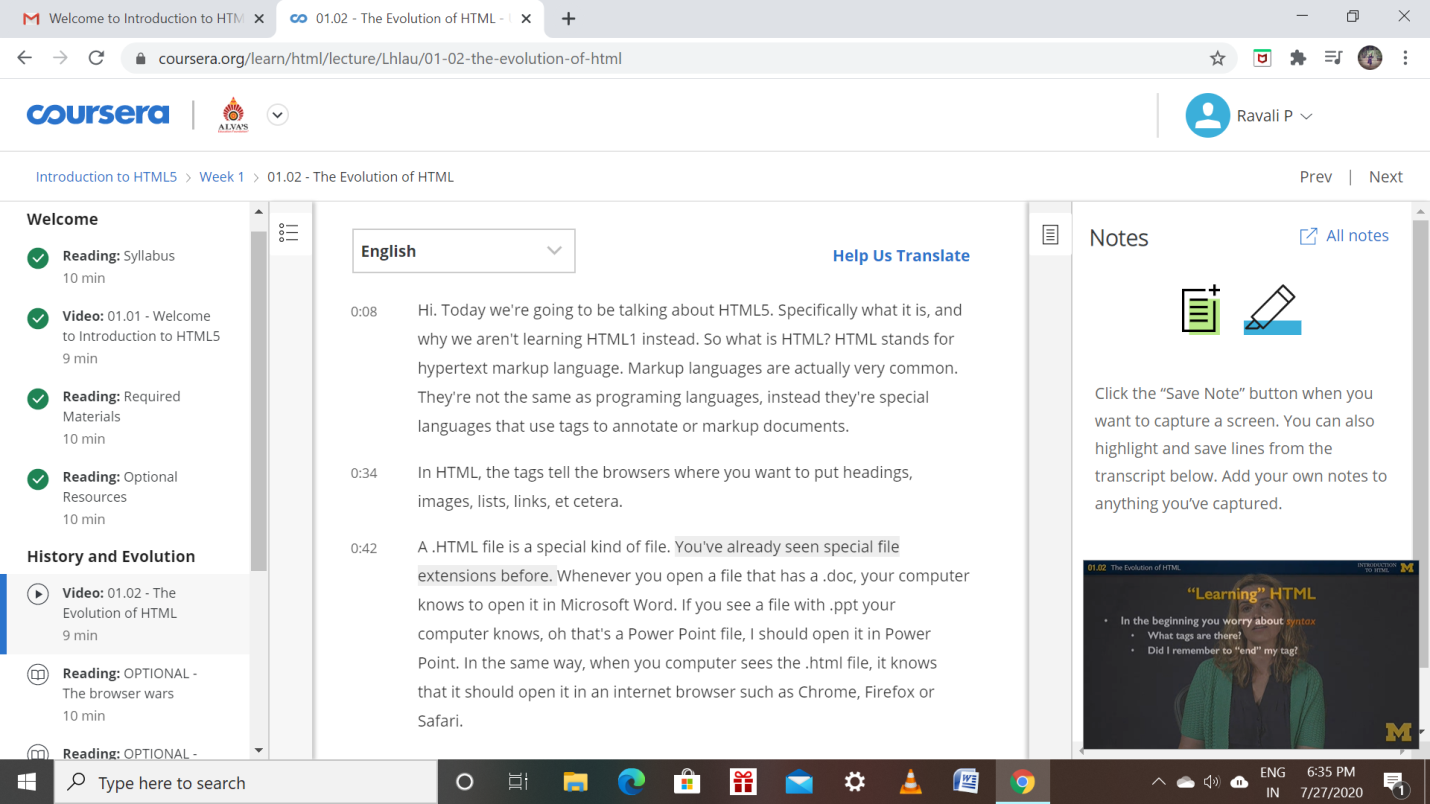 Welcome to Introduction to HTM
01.02 - The Evolution of HTML -
coursera.org/learn/html/lecture/Lhlau/01-02-the-evolution-of-html
coursera
ALVA'S
Ravali P
Introduction to HTML5 > Week 1 > 01.02 - The Evolution of HTML
Prev | Next
Welcome
Reading: Syllabus
10 min
Video: 01.01 - Welcome
to Introduction to HTML5
9 min
Reading: Required
Materials
10 min
Reading: Optional
Resources
10 min
History and Evolution
Video: 01.02 - The
Evolution of HTML
9 min
Reading: OPTIONAL -
The browser wars
10 min
Reading: OPTIONAL -
English
Help Us Translate
0:08
Hi. Today we're going to be talking about HTML5. Specifically what it is, and
why we aren't learning HTML1 instead. So what is HTML? HTML stands for
hypertext markup language. Markup languages are actually very common.
They're not the same as programing languages, instead they're special
languages that use tags to annotate or markup documents.
0:34
In HTML, the tags tell the browsers where you want to put headings,
images, lists, links, et cetera.
0:42
A .HTML file is a special kind of file. You've already seen special file
extensions before. Whenever you open a file that has a .doc, your computer
knows to open it in Microsoft Word. If you see a file with .ppt your
computer knows, oh that's a Power Point file, I should open it in Power
Point. In the same way, when you computer sees the .html file, it knows
that it should open it in an internet browser such as Chrome, Firefox or
Safari.
Notes
All notes
Click the “Save Note” button when you
want to capture a screen. You can also
highlight and save lines from the
transcript below. Add your own notes to
anything you’ve captured.
01.02 The Evolution of HTML
INTRODUCTION
TO HTML
M
“Learning” HTML
• In the beginning you worry about syntax
• What tags are there?
• Did I remember to “end” my tag?
M
Type here to search
ENG
IN
6:35 PM
7/27/2020
1